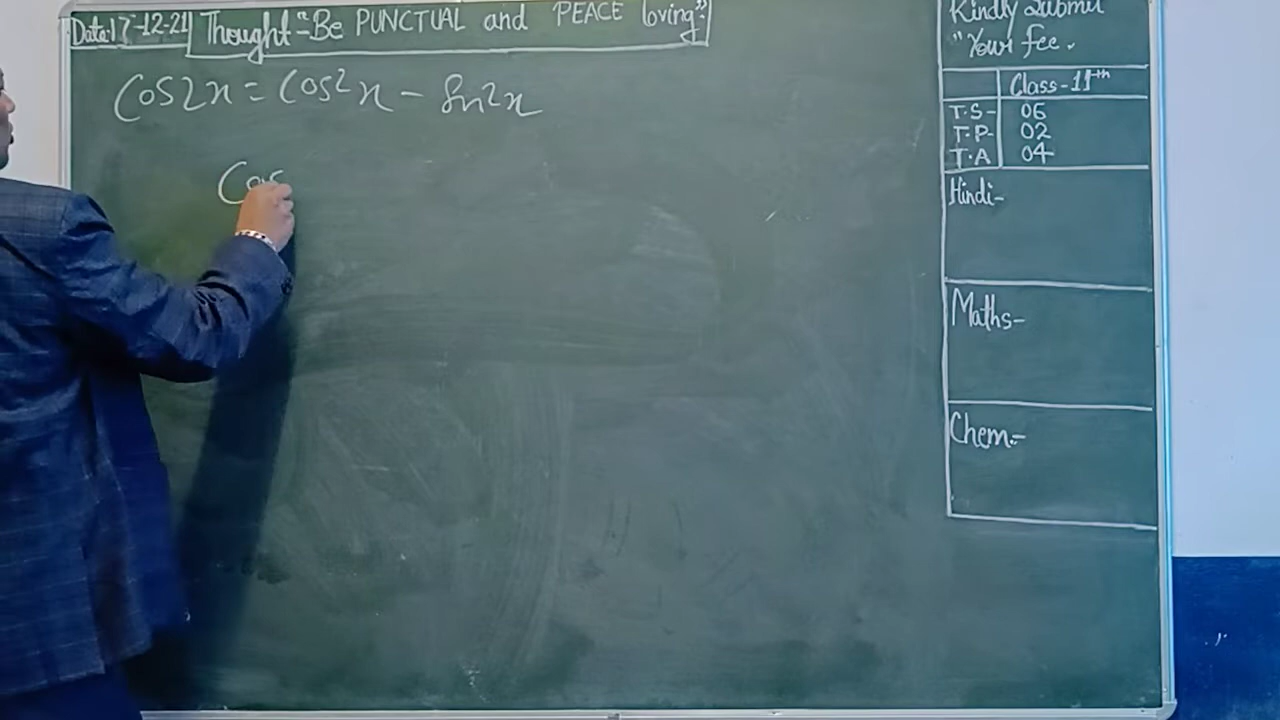 Date:17-12-21
Thought-"Be PUNCTUAL and PEACE loving".
Cos2x = Cos²x - Sin²x
Cos
Kindly Submit
"Your fee.
Class-11th
T.S- 06
T.P- 02
T.A 04
Hindi-
Maths-
Chem:-